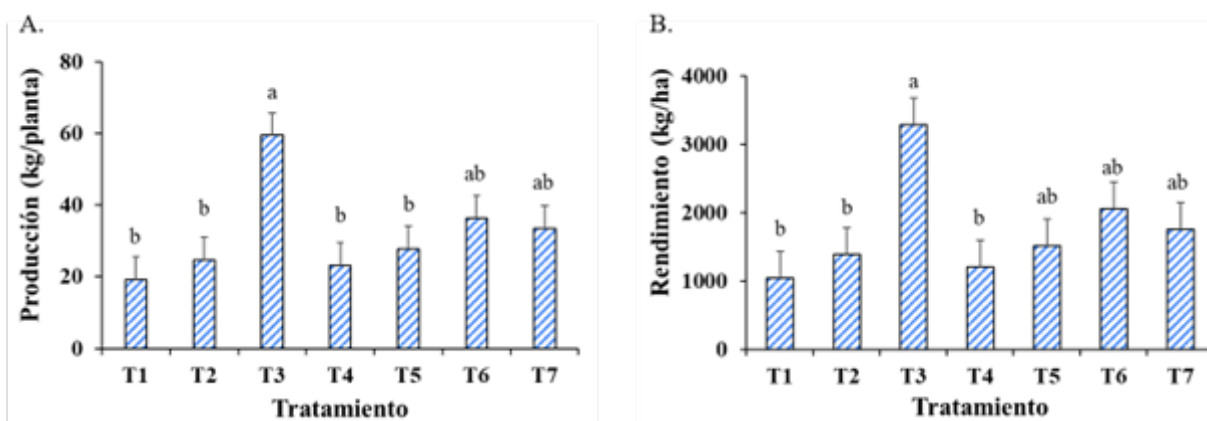 A.
Producción (kg/planta)
80
60
40
20
0
b
b
a
b
b
ab
ab
T1 T2 T3 T4 T5 T6 T7
Tratamiento
B.
Rendimiento (kg/ha)
4000
3000
2000
1000
0
b
b
a
b
ab
ab
ab
T1 T2 T3 T4 T5 T6 T7
Tratamiento